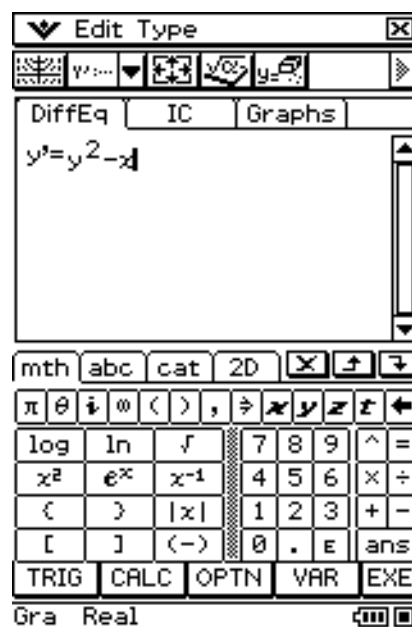 Edit Type
y':… y=
DiffEq IC Graphs
y'=y²-x
mth abc cat 2D
π θ i ∞ ( ) , ⇒ x y z t ←
log ln √ 7 8 9 ^ =
x² eˣ x⁻¹ 4 5 6 × ÷
( ) |x| 1 2 3 + -
[ ] (-) 0 . E ans
TRIG CALC OPTN VAR EXE
Gra Real